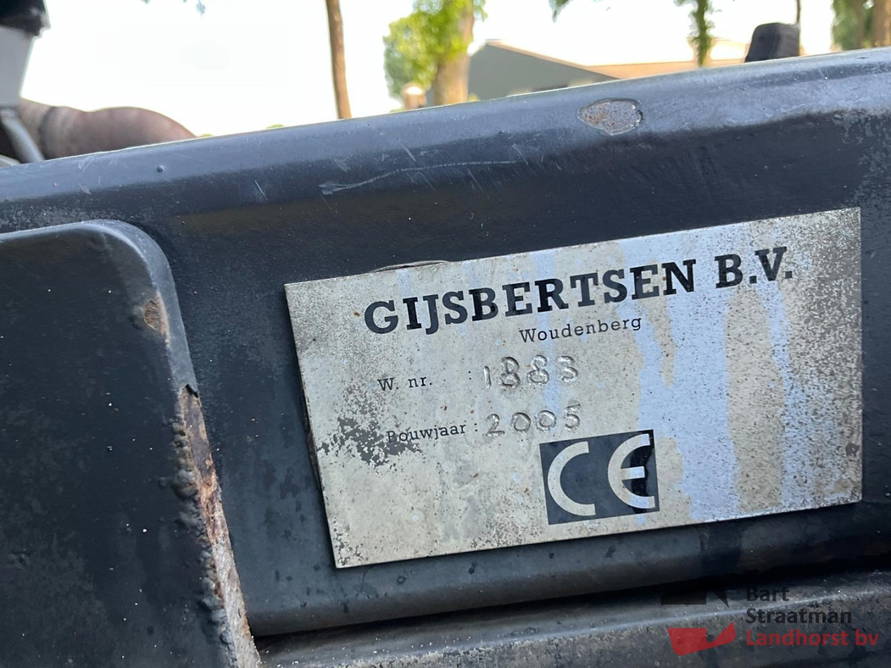 GIJSBERTSEN B.V.
Woudenberg
W. nr. : 1883
Bouwjaar : 2005
CE
Bart
Straatman
Landhorst bv